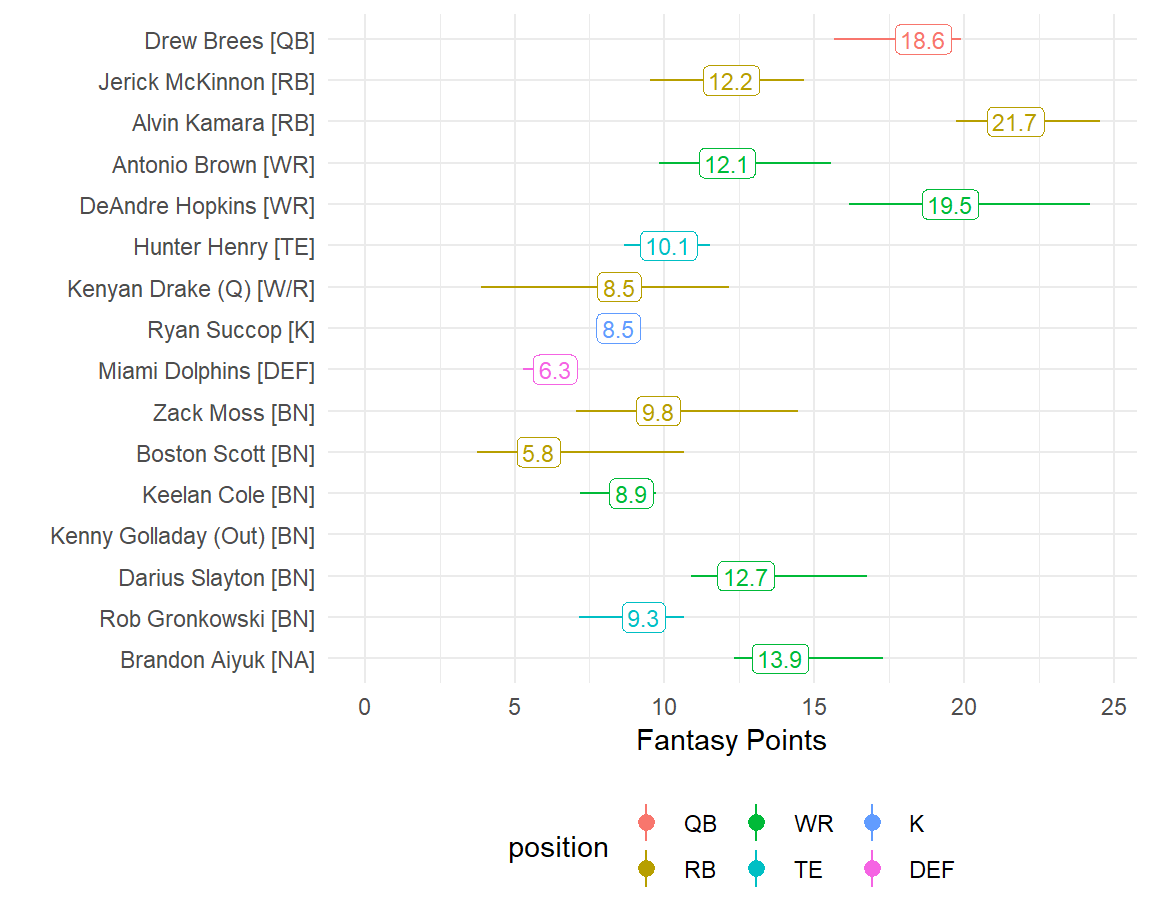 Drew Brees [QB] 18.6
Jerick McKinnon [RB] 12.2
Alvin Kamara [RB] 21.7
Antonio Brown [WR] 12.1
DeAndre Hopkins [WR] 19.5
Hunter Henry [TE] 10.1
Kenyan Drake (Q) [W/R] 8.5
Ryan Succop [K] 8.5
Miami Dolphins [DEF] 6.3
Zack Moss [BN] 9.8
Boston Scott [BN] 5.8
Keelan Cole [BN] 8.9
Kenny Golladay (Out) [BN]
Darius Slayton [BN] 12.7
Rob Gronkowski [BN] 9.3
Brandon Aiyuk [NA] 13.9
0 5 10 15 20 25
Fantasy Points
position
QB WR K
RB TE DEF